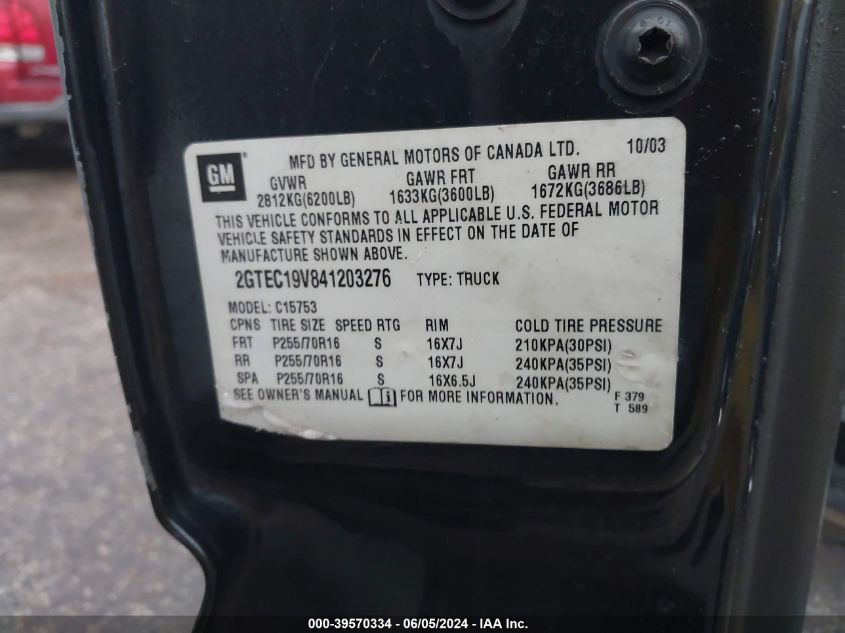 6 01
GM
MFD BY GENERAL MOTORS OF CANADA LTD. 10/03
GVWR GAWR FRT GAWR RR
2812KG(6200LB) 1633KG(3600LB) 1672KG(3686LB)
THIS VEHICLE CONFORMS TO ALL APPLICABLE U.S. FEDERAL MOTOR
VEHICLE SAFETY STANDARDS IN EFFECT ON THE DATE OF
MANUFACTURE SHOWN ABOVE.
2GTEC19V841203276 TYPE: TRUCK
MODEL: C15753
CPNS TIRE SIZE SPEED RTG RIM COLD TIRE PRESSURE
FRT P255/70R16 S 16X7J 210KPA(30PSI)
RR P255/70R16 S 16X7J 240KPA(35PSI)
SPA P255/70R16 S 16X6.5J 240KPA(35PSI)
SEE OWNER'S MANUAL i FOR MORE INFORMATION. F 379
T 589
000-39570334 - 06/05/2024 - IAA Inc.